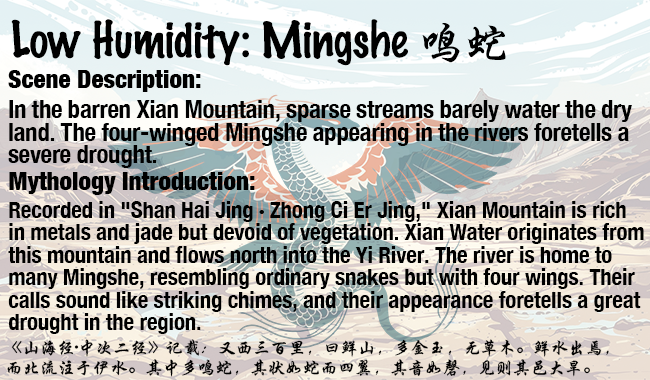 Low Humidity: Mingshe 鸣蛇
Scene Description:
In the barren Xian Mountain, sparse streams barely water the dry
land. The four-winged Mingshe appearing in the rivers foretells a
severe drought.
Mythology Introduction:
Recorded in "Shan Hai Jing · Zhong Ci Er Jing," Xian Mountain is rich
in metals and jade but devoid of vegetation. Xian Water originates from
this mountain and flows north into the Yi River. The river is home to
many Mingshe, resembling ordinary snakes but with four wings. Their
calls sound like striking chimes, and their appearance foretells a great
drought in the region.
《山海经·中次二经》记载：又西三百里，曰鲜山，多金玉，无草木。鲜水出焉，
而北流注于伊水。其中多鸣蛇，其状如蛇而四翼，其音如磬，见则其邑大旱。